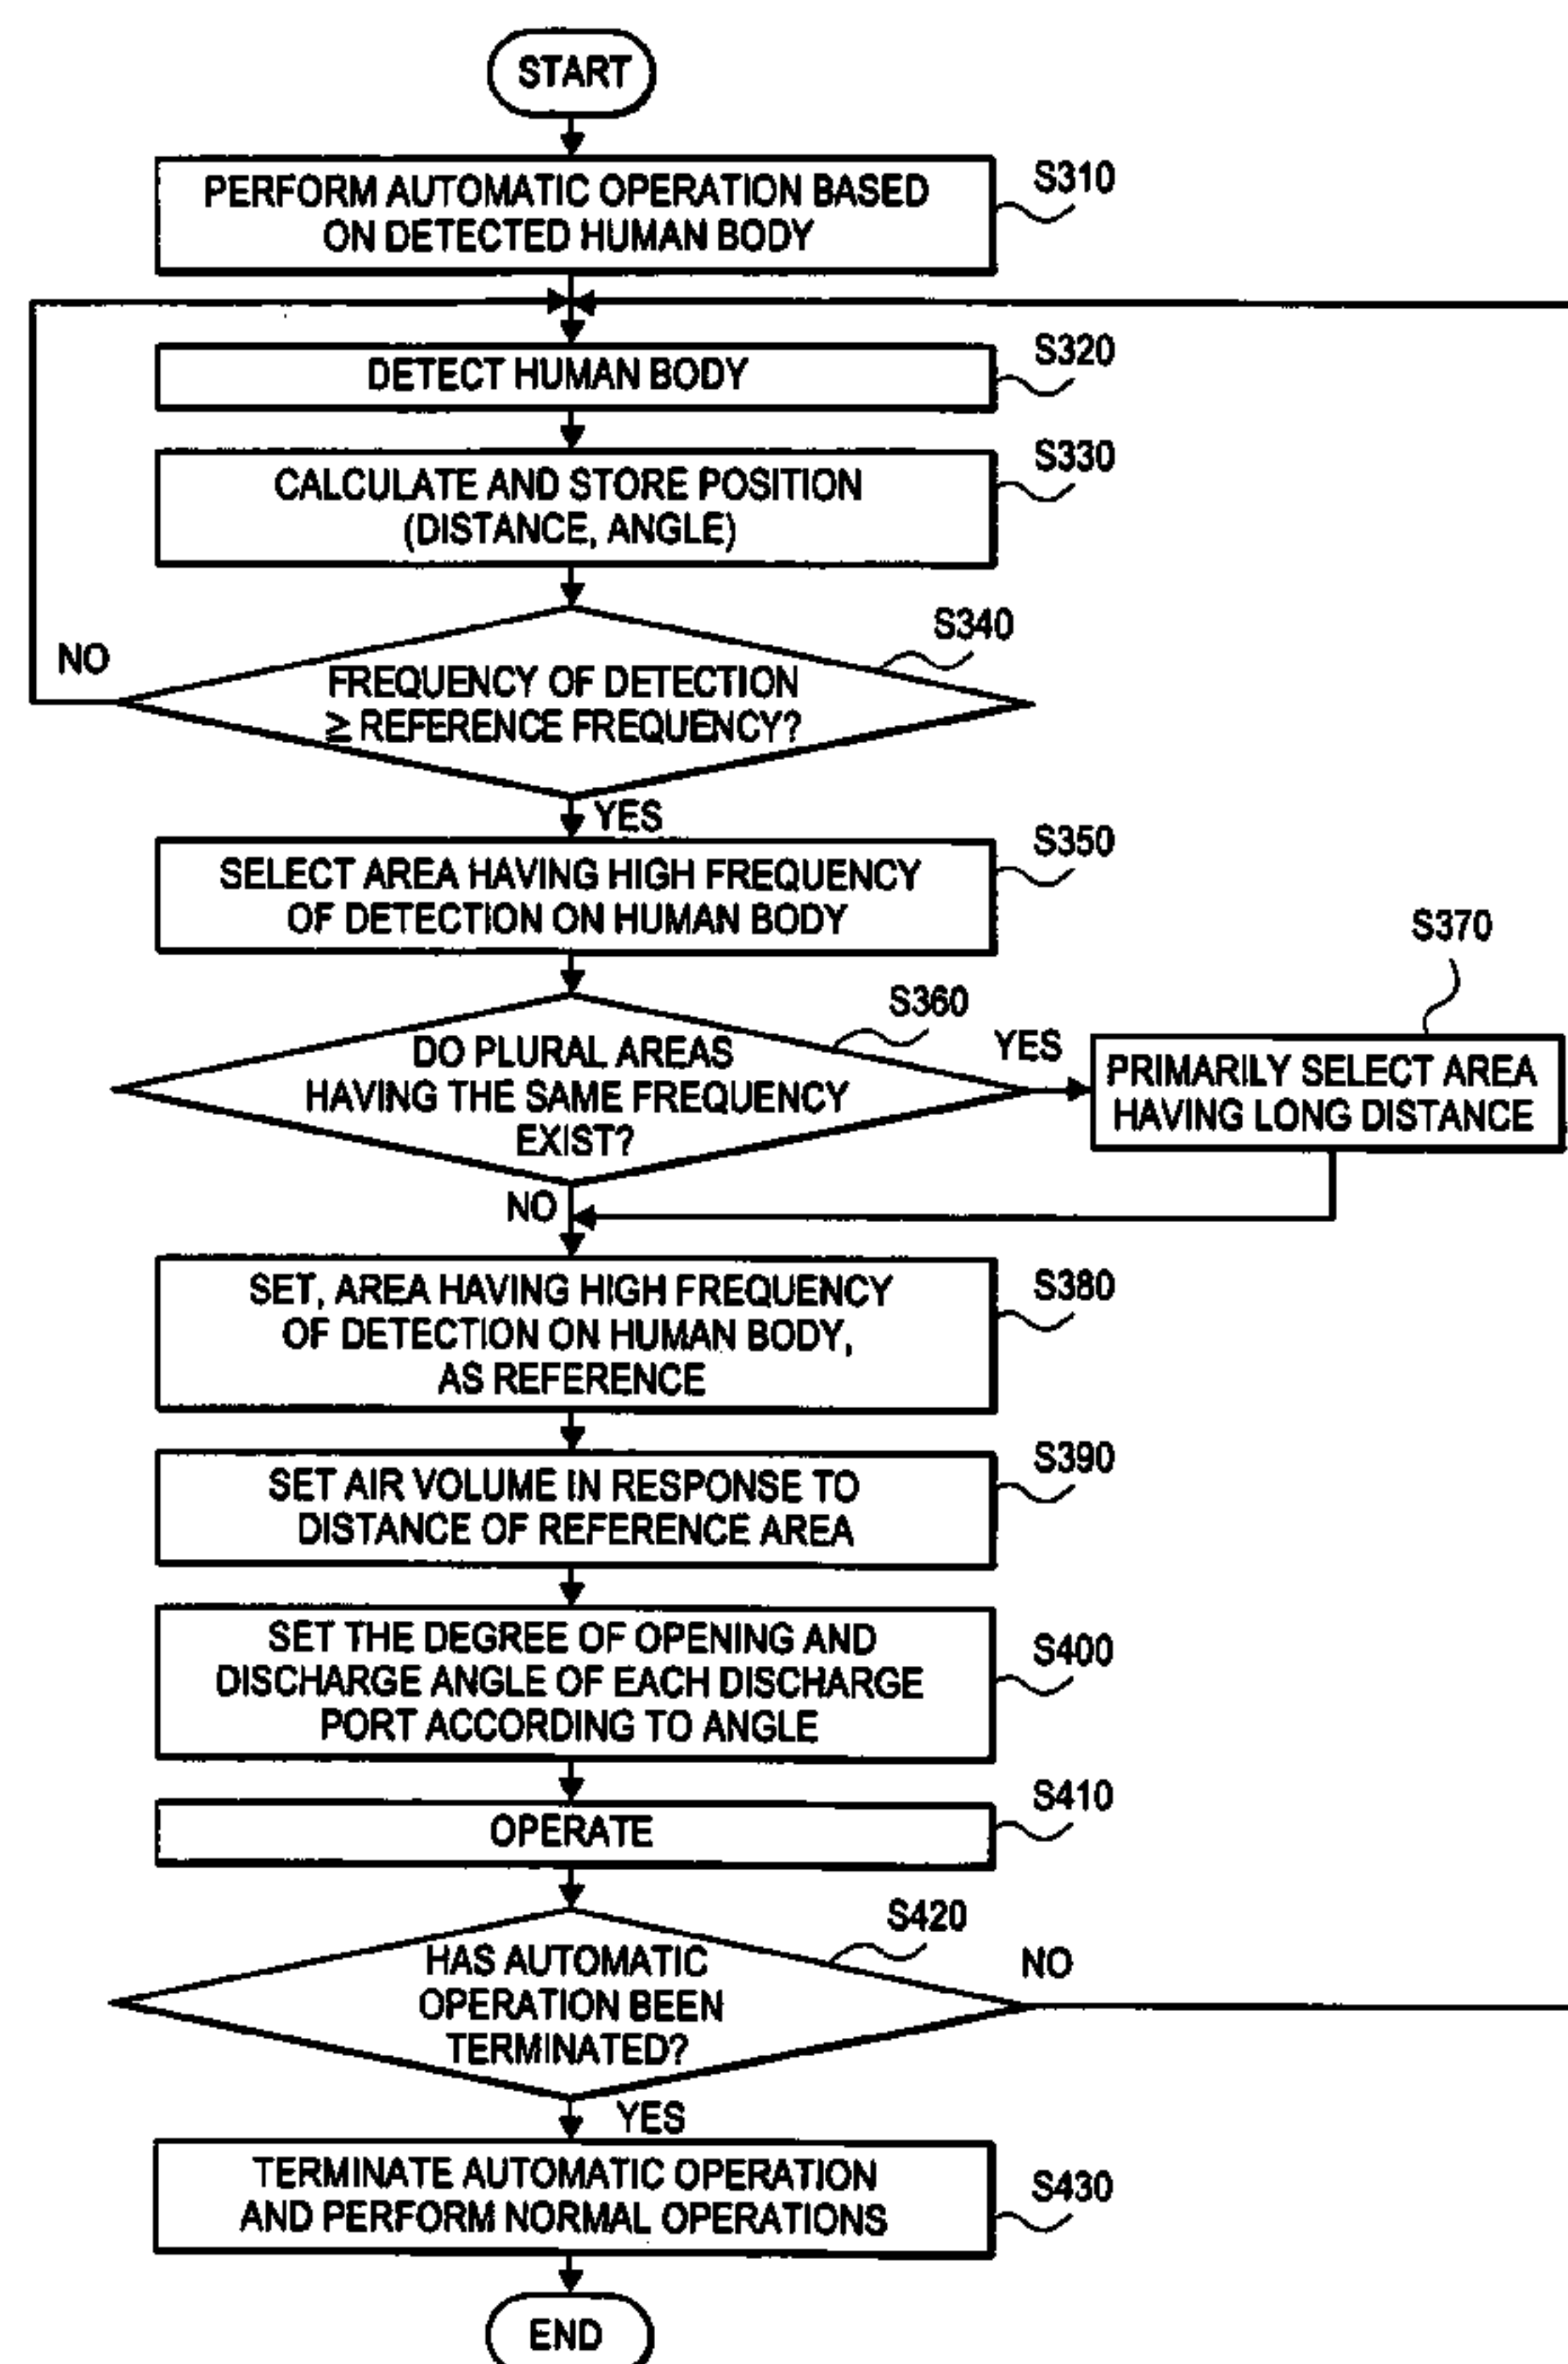 START
PERFORM AUTOMATIC OPERATION BASED
ON DETECTED HUMAN BODY
S310
DETECT HUMAN BODY
S320
CALCULATE AND STORE POSITION
(DISTANCE, ANGLE)
S330
FREQUENCY OF DETECTION
≥ REFERENCE FREQUENCY?
S340
NO
YES
SELECT AREA HAVING HIGH FREQUENCY
OF DETECTION ON HUMAN BODY
S350
DO PLURAL AREAS
HAVING THE SAME FREQUENCY
EXIST?
S360
YES
PRIMARILY SELECT AREA
HAVING LONG DISTANCE
S370
NO
SET, AREA HAVING HIGH FREQUENCY
OF DETECTION ON HUMAN BODY,
AS REFERENCE
S380
SET AIR VOLUME IN RESPONSE TO
DISTANCE OF REFERENCE AREA
S390
SET THE DEGREE OF OPENING AND
DISCHARGE ANGLE OF EACH DISCHARGE
PORT ACCORDING TO ANGLE
S400
OPERATE
S410
HAS AUTOMATIC
OPERATION BEEN
TERMINATED?
S420
NO
YES
TERMINATE AUTOMATIC OPERATION
AND PERFORM NORMAL OPERATIONS
S430
END